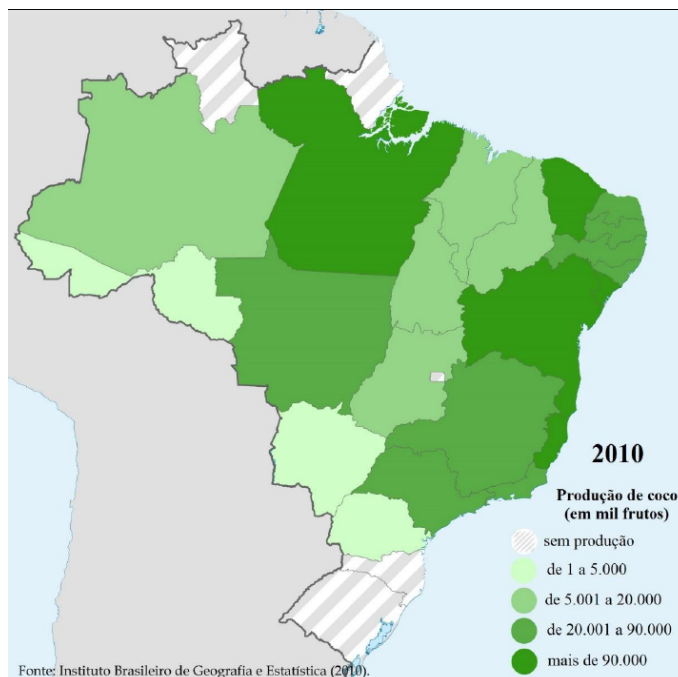 2010
Produção de coco
(em mil frutos)
sem produção
de 1 a 5.000
de 5.001 a 20.000
de 20.001 a 90.000
mais de 90.000
Fonte: Instituto Brasileiro de Geografia e Estatística (2010).